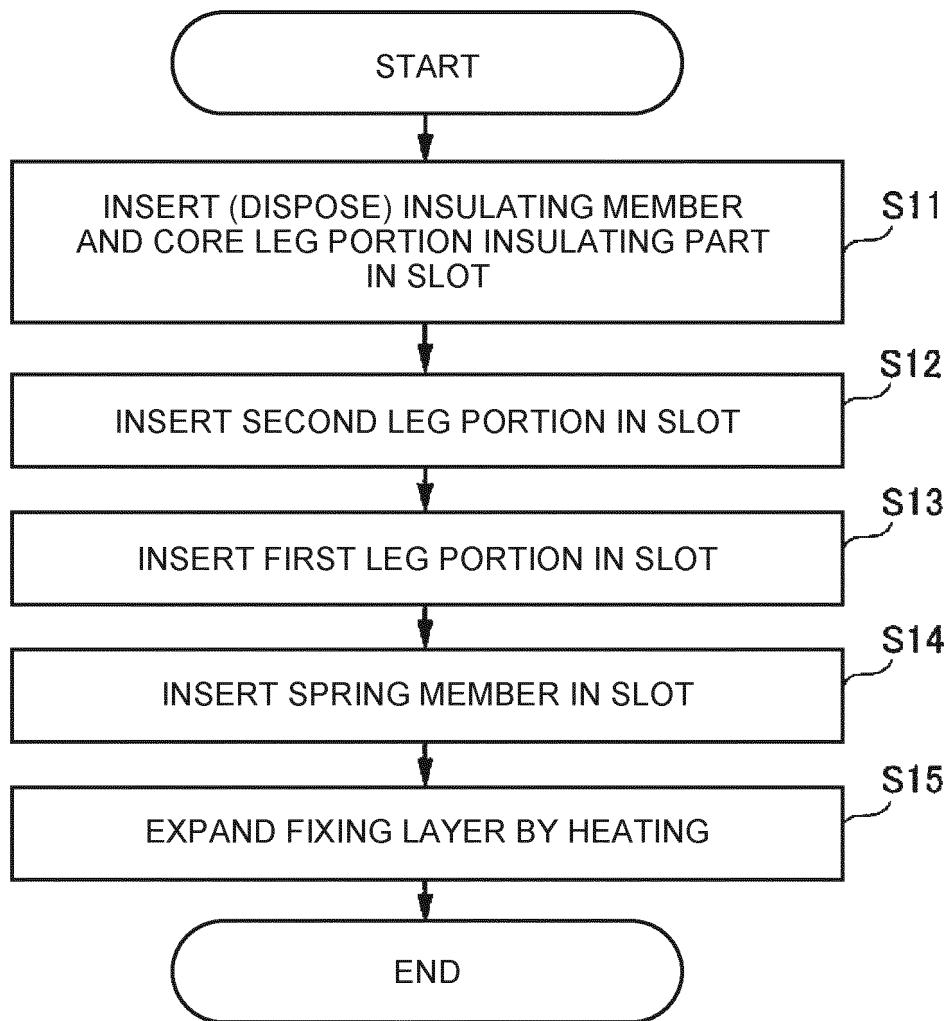 START
INSERT (DISPOSE) INSULATING MEMBER
AND CORE LEG PORTION INSULATING PART
IN SLOT
S11
INSERT SECOND LEG PORTION IN SLOT
S12
INSERT FIRST LEG PORTION IN SLOT
S13
INSERT SPRING MEMBER IN SLOT
S14
EXPAND FIXING LAYER BY HEATING
S15
END